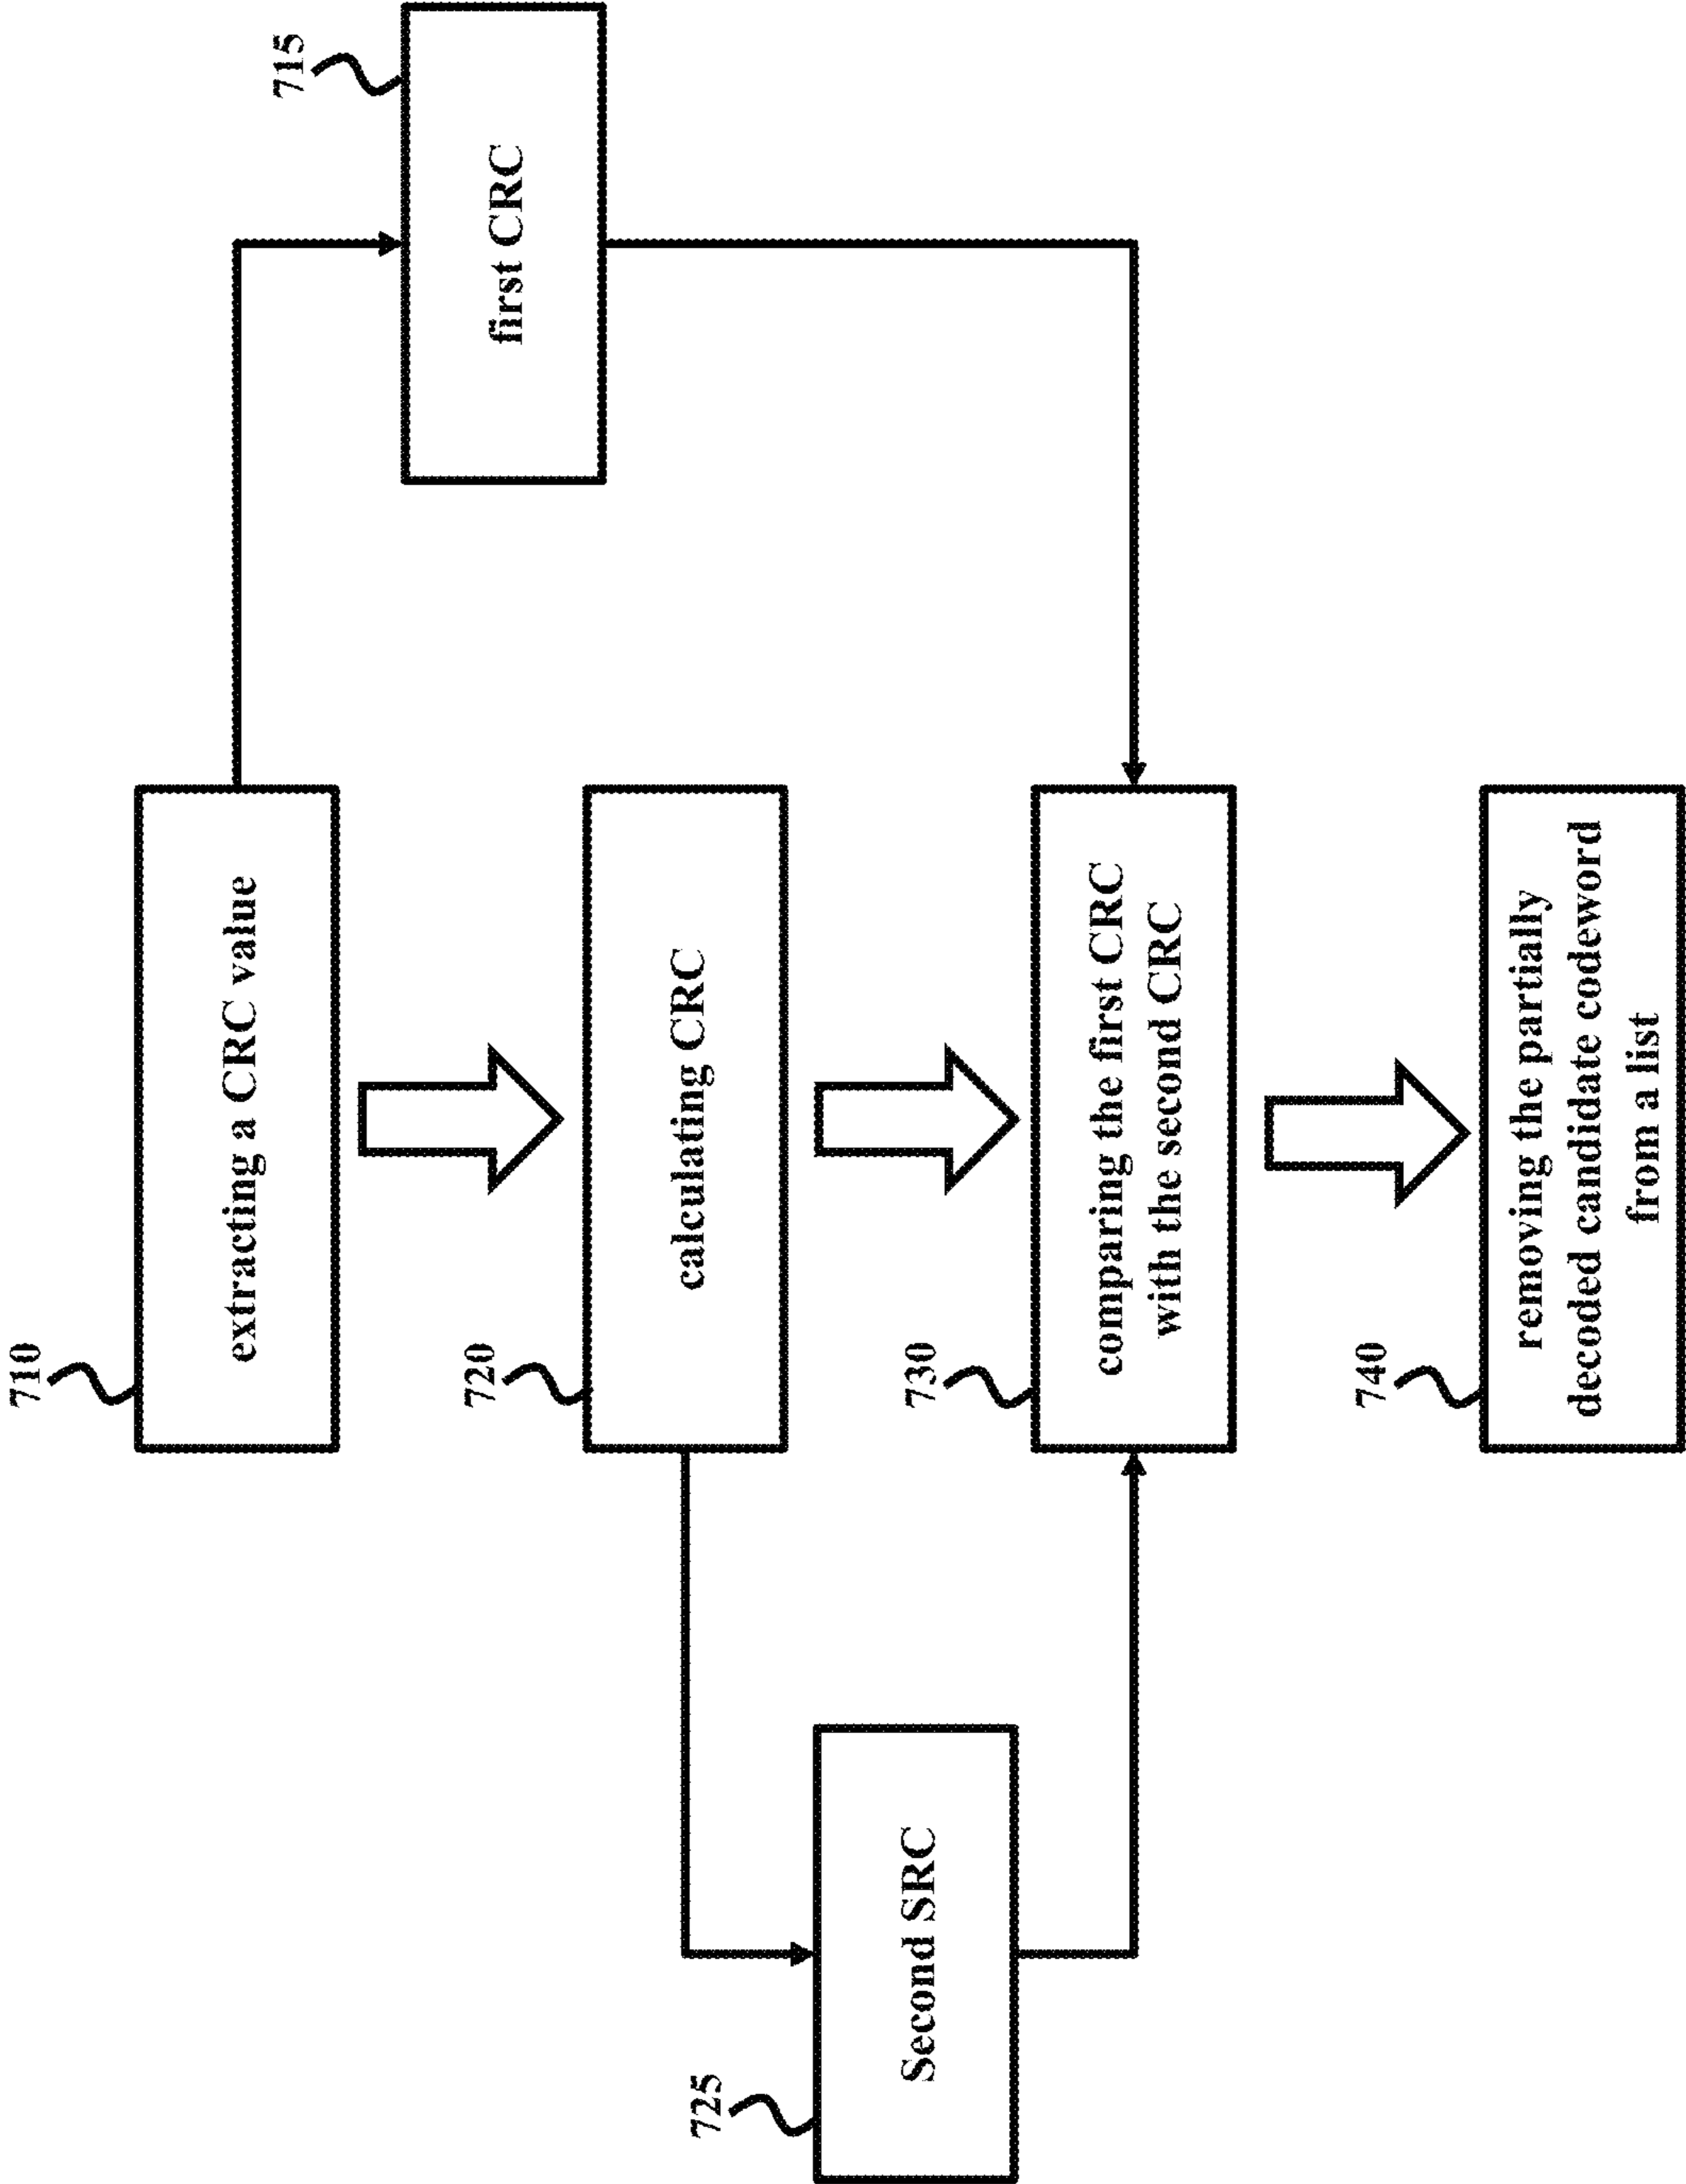 710
extracting a CRC value
715
first CRC
720
calculating CRC
725
Second SRC
730
comparing the first CRC
with the second CRC
740
removing the partially
decoded candidate codeword
from a list